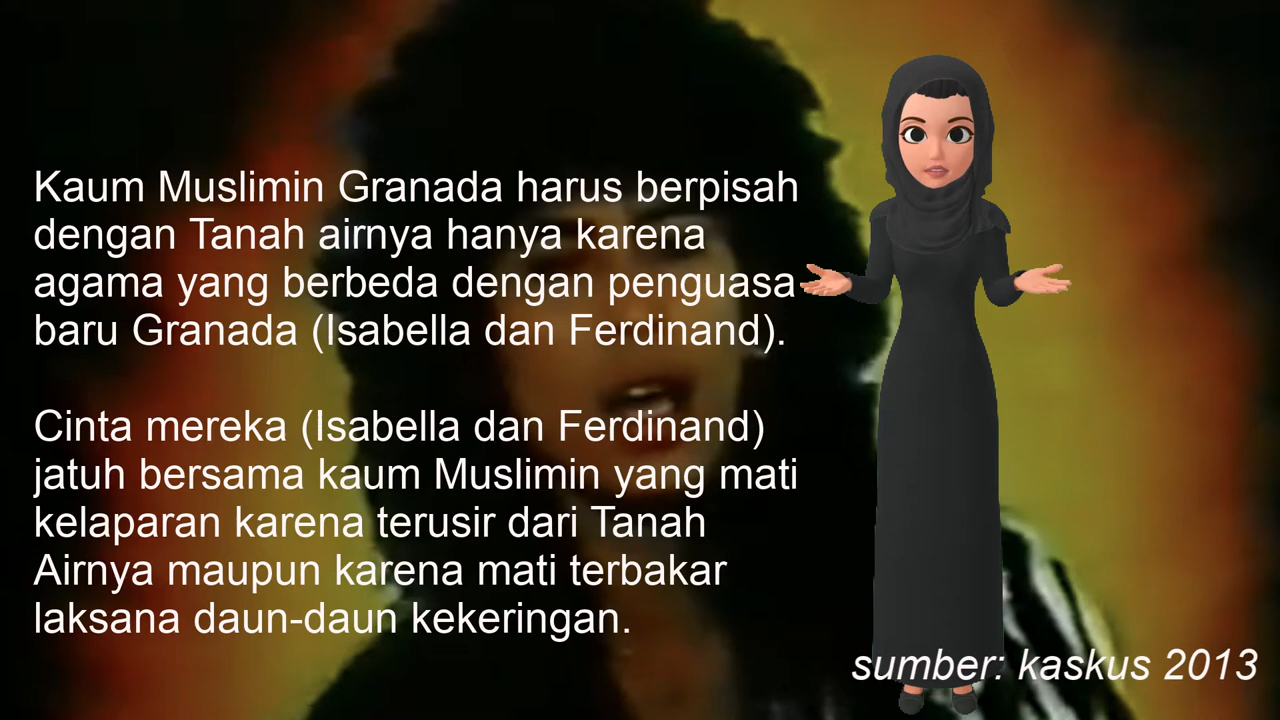 Kaum Muslimin Granada harus berpisah
dengan Tanah airnya hanya karena
agama yang berbeda dengan penguasa
baru Granada (Isabella dan Ferdinand).
Cinta mereka (Isabella dan Ferdinand)
jatuh bersama kaum Muslimin yang mati
kelaparan karena terusir dari Tanah
Airnya maupun karena mati terbakar
laksana daun-daun kekeringan.
sumber: kaskus 2013